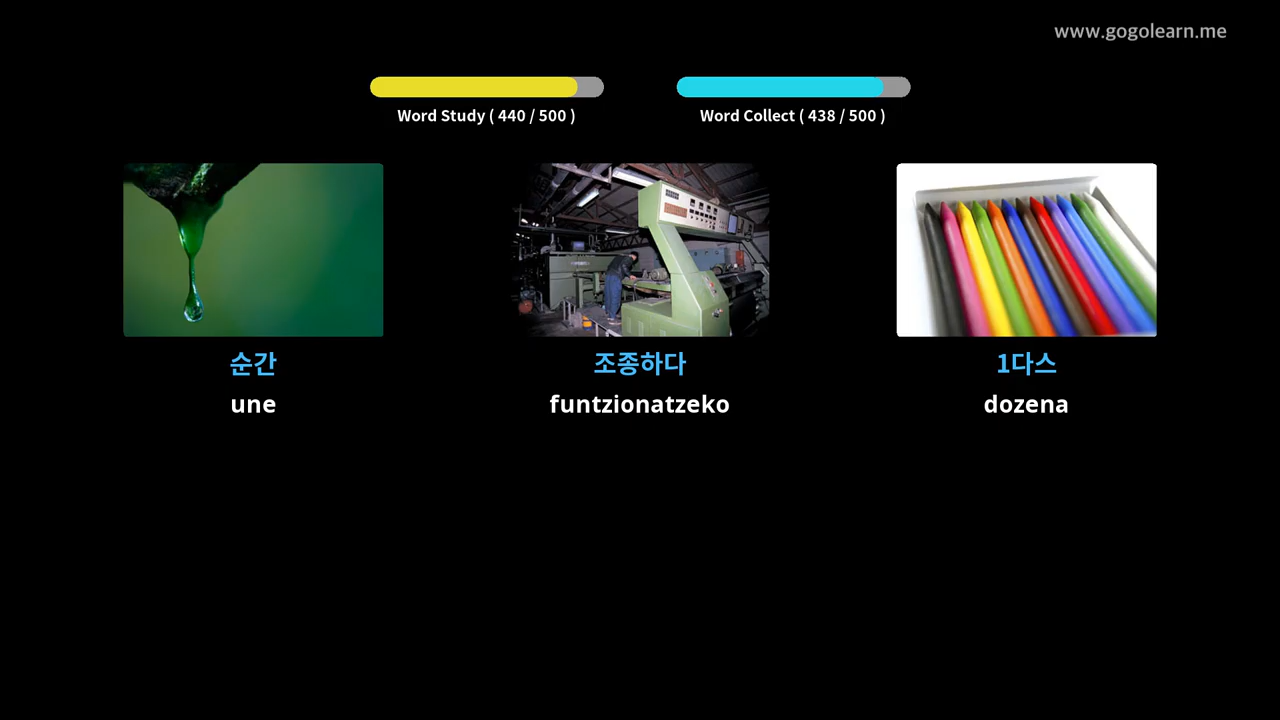 www.gogolearn.me
Word Study ( 440 / 500 )
Word Collect ( 438 / 500 )
순간
조종하다
1다스
une
funtzionatzeko
dozena